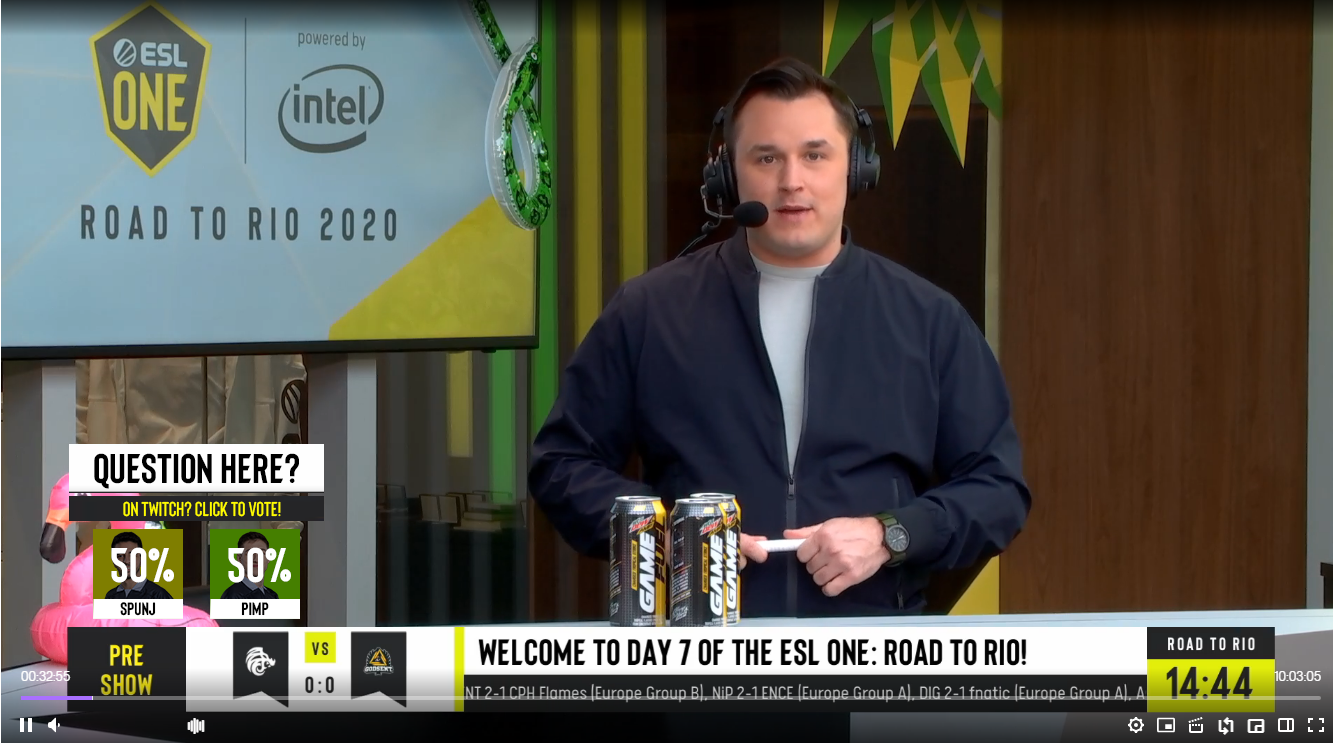 ESL
ONE
powered by
intel
ROAD TO RIO 2020
QUESTION HERE?
ON TWITCH? CLICK TO VOTE!
50%
50%
SPUNJ
PIMP
GAME
GAME
GAME
PRE
SHOW
VS
0:0
GODSENT
WELCOME TO DAY 7 OF THE ESL ONE: ROAD TO RIO!
NT 2-1 CPH Flames (Europe Group B), NiP 2-1 ENCE (Europe Group A), DIG 2-1 fnatic (Europe Group A), A
ROAD TO RIO
14:44
00:32:55
10:03:05